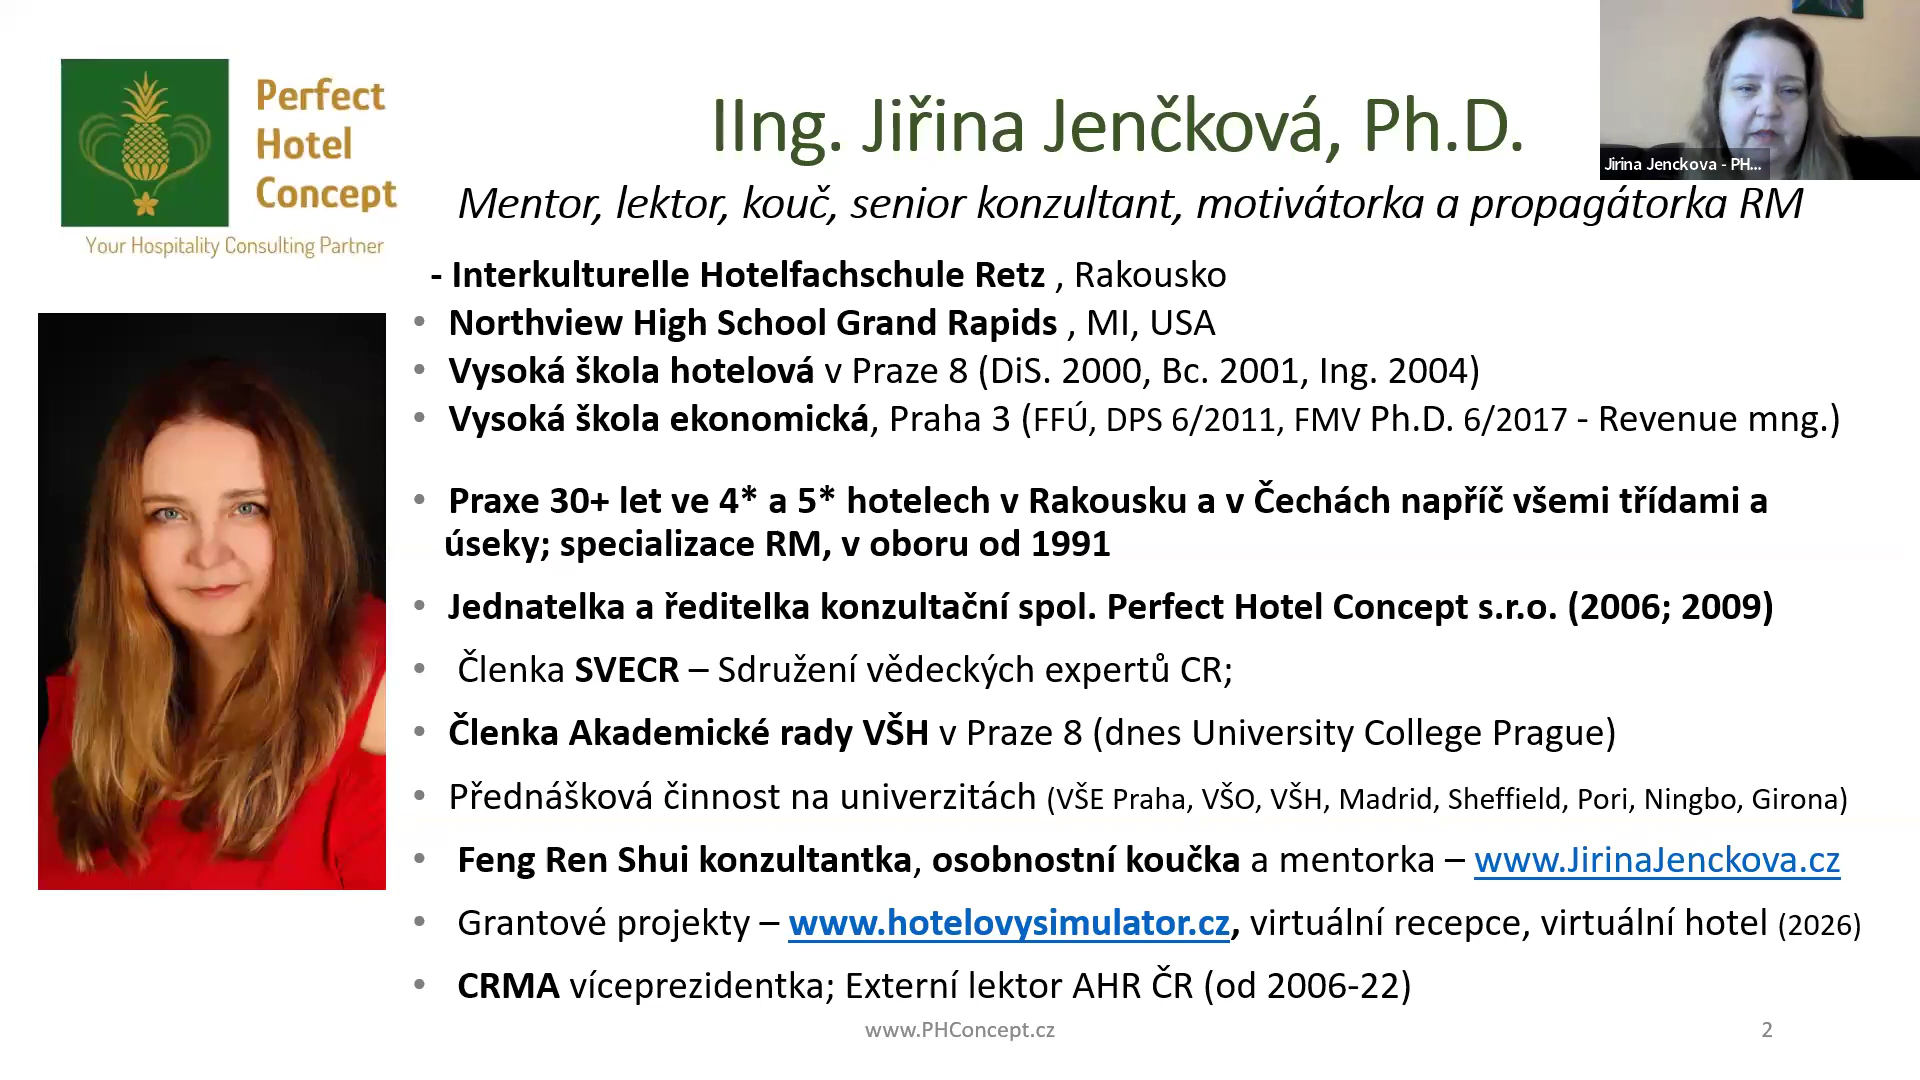 Perfect
Hotel
Concept
Your Hospitality Consulting Partner
IIng. Jiřina Jenčková, Ph.D.
Jirina Jenckova - PH...
Mentor, lektor, kouč, senior konzultant, motivátorka a propagátorka RM
- Interkulturelle Hotelfachschule Retz , Rakousko
• Northview High School Grand Rapids , MI, USA
• Vysoká škola hotelová v Praze 8 (DiS. 2000, Bc. 2001, Ing. 2004)
• Vysoká škola ekonomická, Praha 3 (FFÚ, DPS 6/2011, FMV Ph.D. 6/2017 - Revenue mng.)
• Praxe 30+ let ve 4* a 5* hotelech v Rakousku a v Čechách napříč všemi třídami a
úseky; specializace RM, v oboru od 1991
• Jednatelka a ředitelka konzultační spol. Perfect Hotel Concept s.r.o. (2006; 2009)
• Členka SVECR – Sdružení vědeckých expertů CR;
• Členka Akademické rady VŠH v Praze 8 (dnes University College Prague)
• Přednášková činnost na univerzitách (VŠE Praha, VŠO, VŠH, Madrid, Sheffield, Pori, Ningbo, Girona)
• Feng Ren Shui konzultantka, osobnostní koučka a mentorka – www.JirinaJenckova.cz
• Grantové projekty – www.hotelovysimulator.cz, virtuální recepce, virtuální hotel (2026)
• CRMA víceprezidentka; Externí lektor AHR ČR (od 2006-22)
www.PHConcept.cz
2